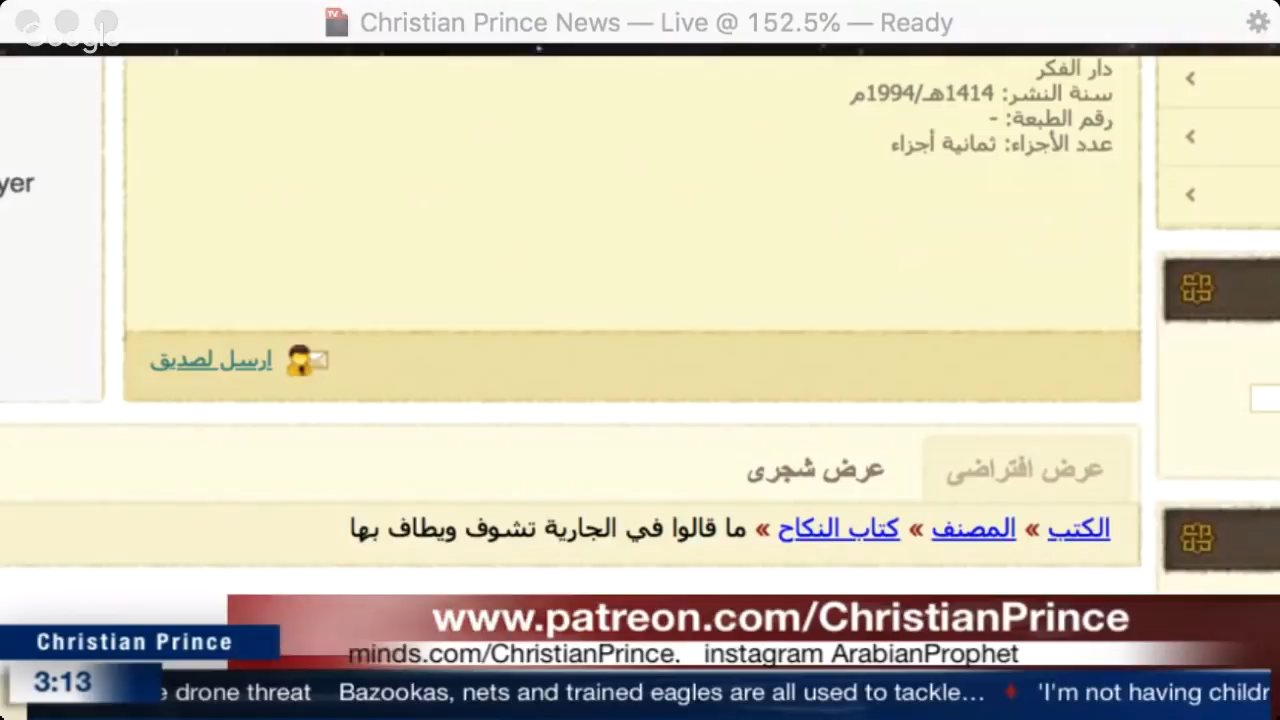 Christian Prince News — Live @ 152.5% — Ready
Google
دار الفكر
سنة النشر: 1414هـ/1994م
رقم الطبعة: -
عدد الأجزاء: ثمانية أجزاء
yer
ارسل لصديق
عرض افتراضي عرض شجري
الكتب » المصنف » كتاب النكاح » ما قالوا في الجارية تشوف ويطاف بها
www.patreon.com/ChristianPrince
Christian Prince
minds.com/ChristianPrince. instagram ArabianProphet
3:13
e drone threat Bazookas, nets and trained eagles are all used to tackle... 'I'm not having childr